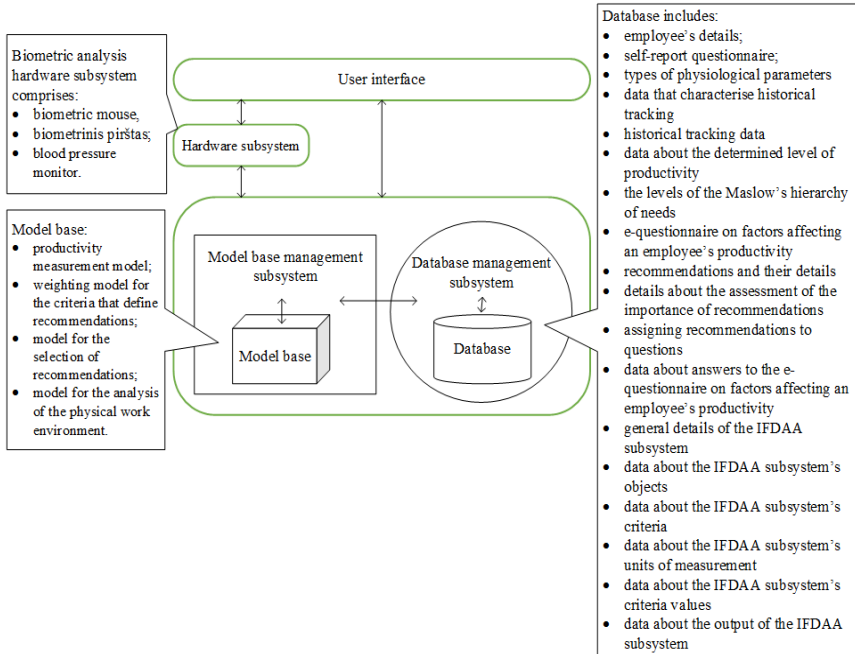 Biometric analysis
hardware subsystem
comprises:
• biometric mouse,
• biometrinis pirštas;
• blood pressure
monitor.
User interface
Hardware subsystem
Model base:
• productivity
measurement model;
• weighting model for
the criteria that define
recommendations;
• model for the
selection of
recommendations;
• model for the analysis
of the physical work
environment.
Model base management
subsystem
Model base
Database management
subsystem
Database
Database includes:
• employee's details;
• self-report questionnaire;
• types of physiological parameters
• data that characterise historical
tracking
• historical tracking data
• data about the determined level of
productivity
• the levels of the Maslow's hierarchy
of needs
• e-questionnaire on factors affecting
an employee's productivity
• recommendations and their details
• details about the assessment of the
importance of recommendations
• assigning recommendations to
questions
• data about answers to the e-
questionnaire on factors affecting an
employee's productivity
• general details of the IFDAA
subsystem
• data about the IFDAA subsystem's
objects
• data about the IFDAA subsystem's
criteria
• data about the IFDAA subsystem's
units of measurement
• data about the IFDAA subsystem's
criteria values
• data about the output of the IFDAA
subsystem